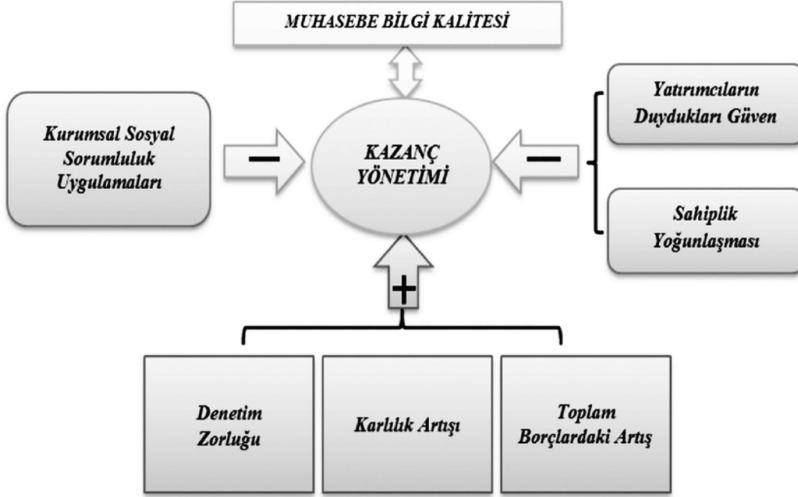 MUHASEBE BİLGİ KALİTESİ
Kurumsal Sosyal
Sorumluluk
Uygulamaları
−
KAZANÇ
YÖNETİMİ
−
Yatırımcıların
Duydukları Güven
Sahiplik
Yoğunlaşması
+
Denetim
Zorluğu
Karlılık Artışı
Toplam
Borçlardaki Artış